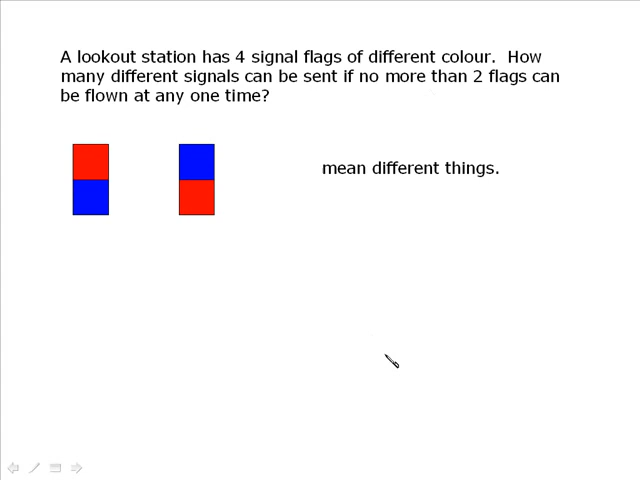 A lookout station has 4 signal flags of different colour.  How
many different signals can be sent if no more than 2 flags can
be flown at any one time?
mean different things.